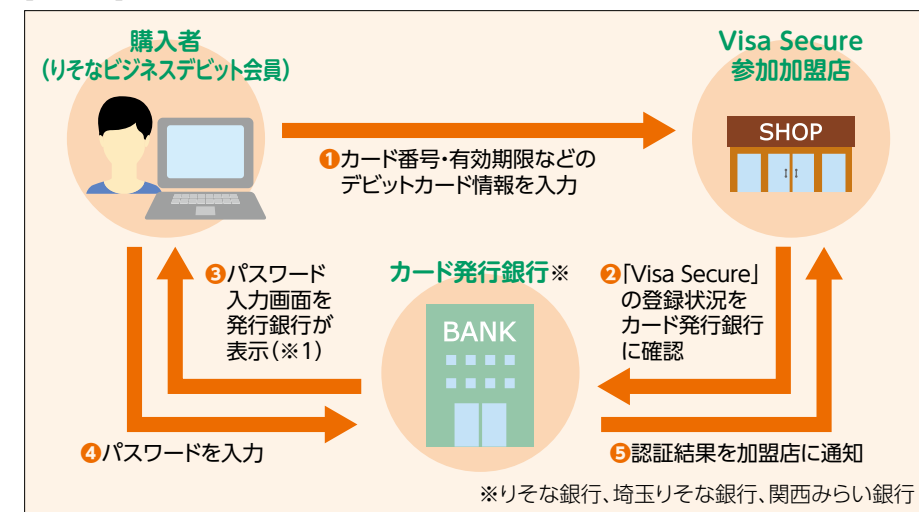 購入者
(りそなビジネスデビット会員)
Visa Secure
参加加盟店
SHOP
❶カード番号・有効期限などの
デビットカード情報を入力
❸パスワード
入力画面を
発行銀行が
表示(※1)
カード発行銀行※
BANK
❷「Visa Secure」
の登録状況を
カード発行銀行
に確認
❹パスワードを入力
❺認証結果を加盟店に通知
※りそな銀行、埼玉りそな銀行、関西みらい銀行